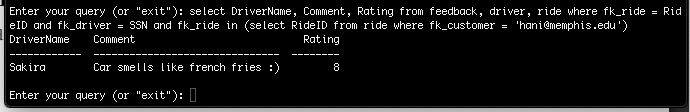 Enter your query (or "exit"): select DriverName, Comment, Rating from feedback, driver, ride where fk_ride = Rid
eID and fk_driver = SSN and fk_ride in (select RideID from ride where fk_customer = 'hani@memphis.edu')
DriverName Comment Rating
----------- --------------------------- --------
Sakira Car smells like french fries :) 8
Enter your query (or "exit"):